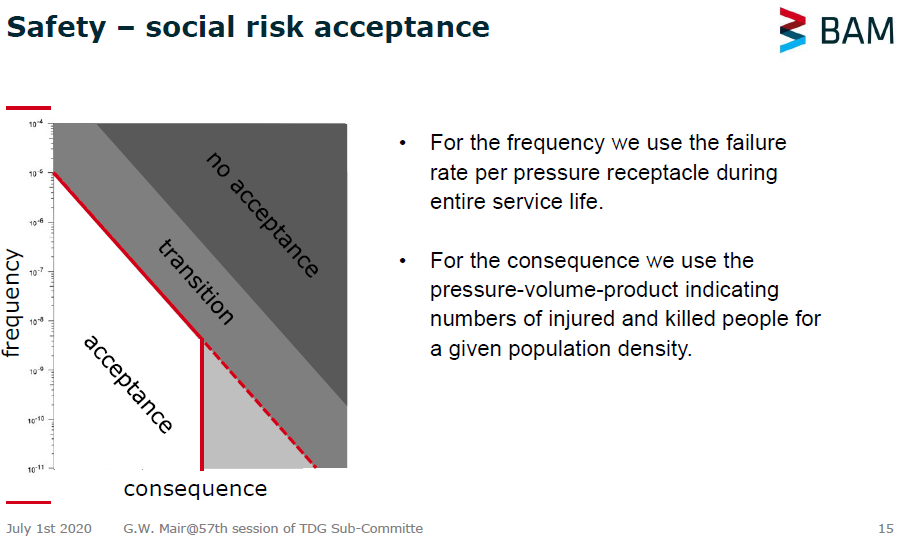 Safety – social risk acceptance
BAM
10-4
10-5
10-6
10-7
10-8
10-9
10-10
10-11
frequency
no acceptance
transition
acceptance
consequence
• For the frequency we use the failure
rate per pressure receptacle during
entire service life.
• For the consequence we use the
pressure-volume-product indicating
numbers of injured and killed people for
a given population density.
July 1st 2020
G.W. Mair@57th session of TDG Sub-Committe
15